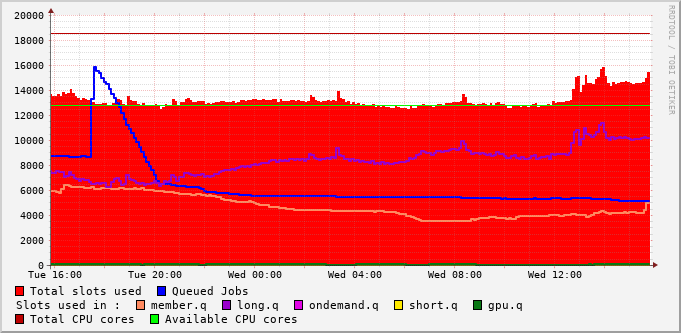 20000
18000
16000
14000
12000
10000
8000
6000
4000
2000
0
Tue 16:00 Tue 20:00 Wed 00:00 Wed 04:00 Wed 08:00 Wed 12:00
RRDTOOL / TOBI OETIKER
Total slots used Queued Jobs
Slots used in : member.q long.q ondemand.q short.q gpu.q
Total CPU cores Available CPU cores